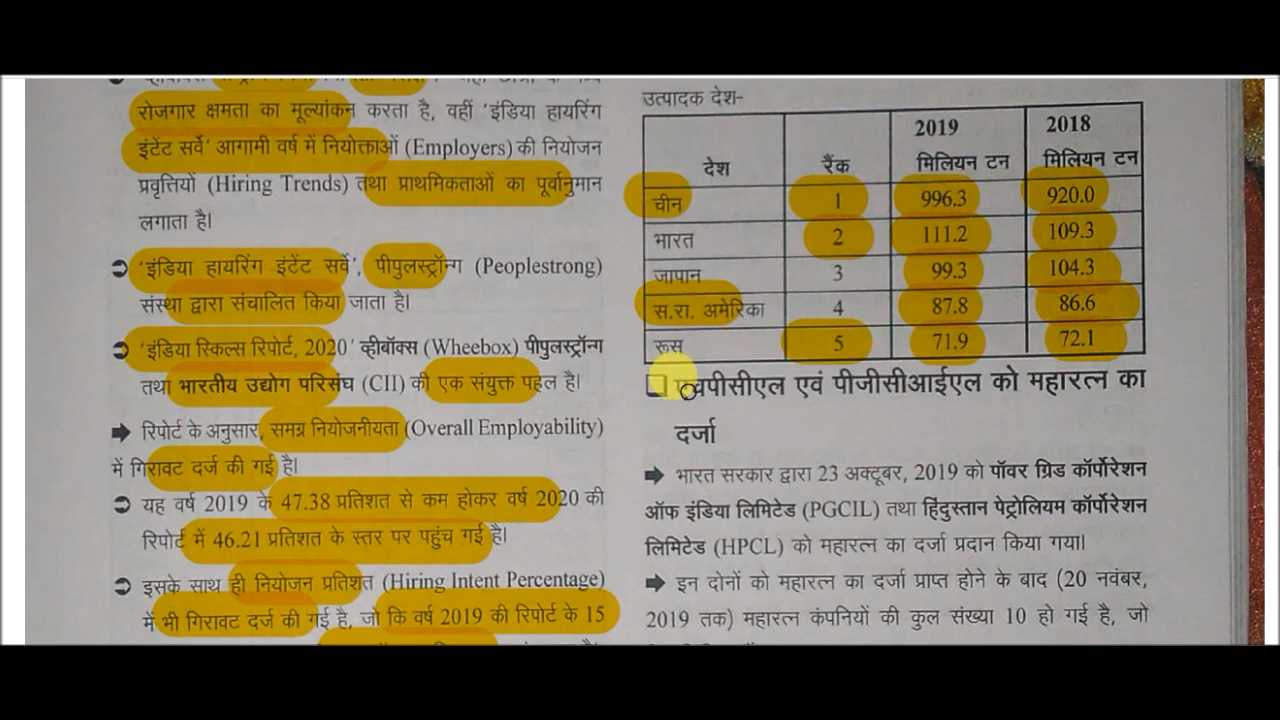 रोजगार क्षमता का मूल्यांकन करता है, वहीं 'इंडिया हायरिंग
इंटेंट सर्वे' आगामी वर्ष में नियोक्ताओं (Employers) की नियोजन
प्रवृत्तियों (Hiring Trends) तथा प्राथमिकताओं का पूर्वानुमान
लगाता है।
➲ 'इंडिया हायरिंग इंटेंट सर्वे', पीपुलस्ट्रॉन्ग (Peoplestrong)
संस्था द्वारा संचालित किया जाता है।
➲ 'इंडिया स्किल्स रिपोर्ट, 2020' व्हीबॉक्स (Wheebox) पीपुलस्ट्रॉन्ग
तथा भारतीय उद्योग परिसंघ (CII) की एक संयुक्त पहल है।
➡ रिपोर्ट के अनुसार, समग्र नियोजनीयता (Overall Employability)
में गिरावट दर्ज की गई है।
➲ यह वर्ष 2019 के 47.38 प्रतिशत से कम होकर वर्ष 2020 की
रिपोर्ट में 46.21 प्रतिशत के स्तर पर पहुंच गई है।
➲ इसके साथ ही नियोजन प्रतिशत (Hiring Intent Percentage)
में भी गिरावट दर्ज की गई है, जो कि वर्ष 2019 की रिपोर्ट के 15
उत्पादक देश-
देश रैंक 2019 मिलियन टन 2018 मिलियन टन
चीन 1 996.3 920.0
भारत 2 111.2 109.3
जापान 3 99.3 104.3
स.रा. अमेरिका 4 87.8 86.6
रूस 5 71.9 72.1
❑ एचपीसीएल एवं पीजीसीआईएल को महारत्न का
दर्जा
➡ भारत सरकार द्वारा 23 अक्टूबर, 2019 को पॉवर ग्रिड कॉर्पोरेशन
ऑफ इंडिया लिमिटेड (PGCIL) तथा हिंदुस्तान पेट्रोलियम कॉर्पोरेशन
लिमिटेड (HPCL) को महारत्न का दर्जा प्रदान किया गया।
➡ इन दोनों को महारत्न का दर्जा प्राप्त होने के बाद (20 नवंबर,
2019 तक) महारत्न कंपनियों की कुल संख्या 10 हो गई है, जो